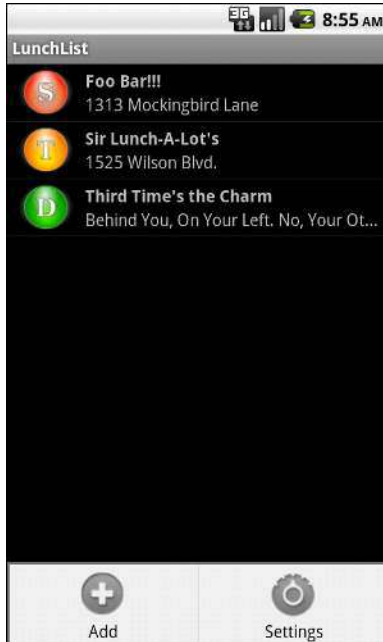 3G 8:55 AM
LunchList
S
Foo Bar!!!
1313 Mockingbird Lane
T
Sir Lunch-A-Lot's
1525 Wilson Blvd.
D
Third Time's the Charm
Behind You, On Your Left. No, Your Ot...
Add
Settings